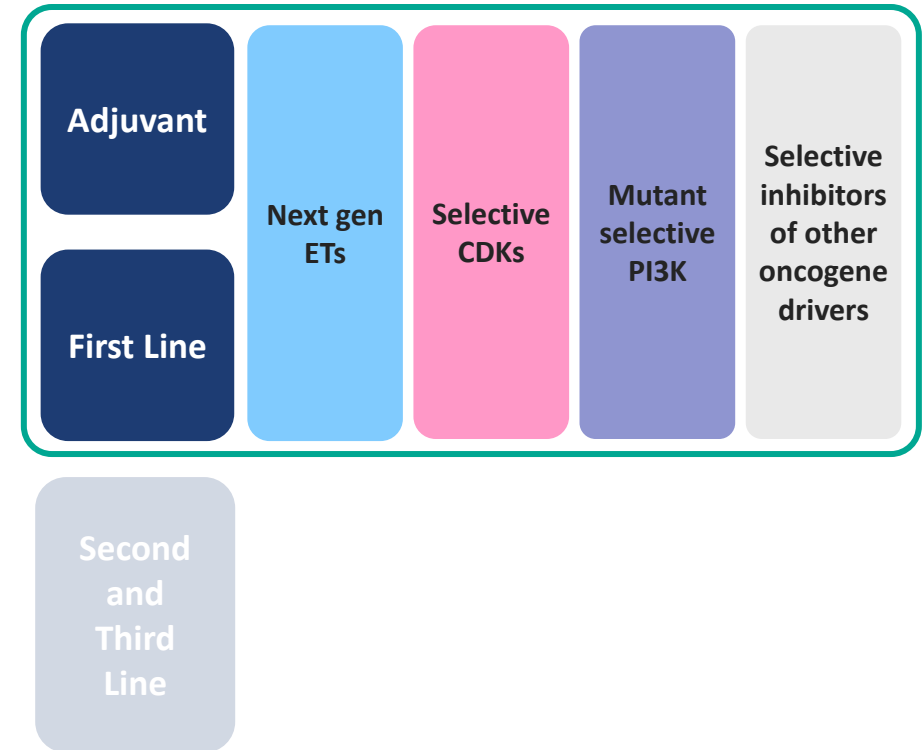 Adjuvant
First Line
Next gen
ETs
Selective
CDKs
Mutant
selective
PI3K
Selective
inhibitors
of other
oncogene
drivers
Second
and
Third
Line